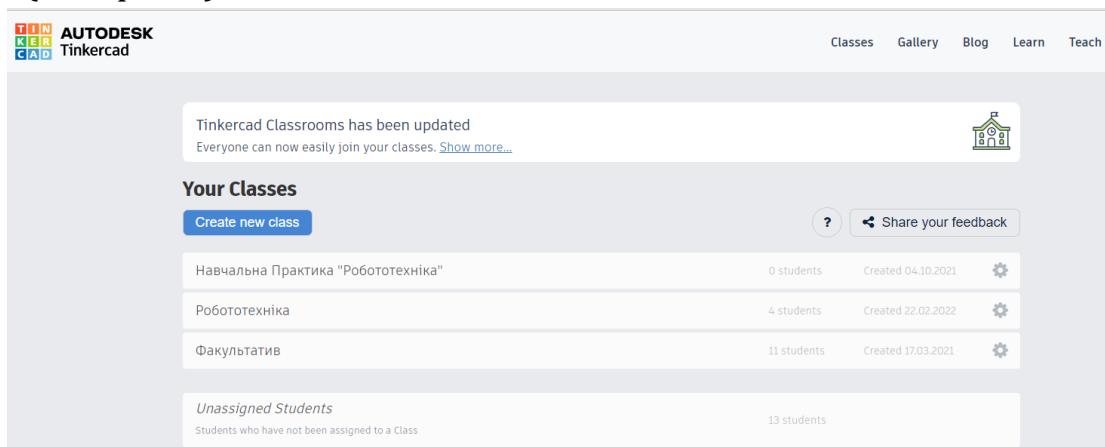 TINKERCAD
AUTODESK
Tinkercad
Classes Gallery Blog Learn Teach
Tinkercad Classrooms has been updated
Everyone can now easily join your classes. Show more...
Your Classes
Create new class
? Share your feedback
Навчальна Практика "Робототехніка" 0 students Created 04.10.2021
Робототехніка 4 students Created 22.02.2022
Факультатив 11 students Created 17.03.2021
Unassigned Students 13 students
Students who have not been assigned to a Class